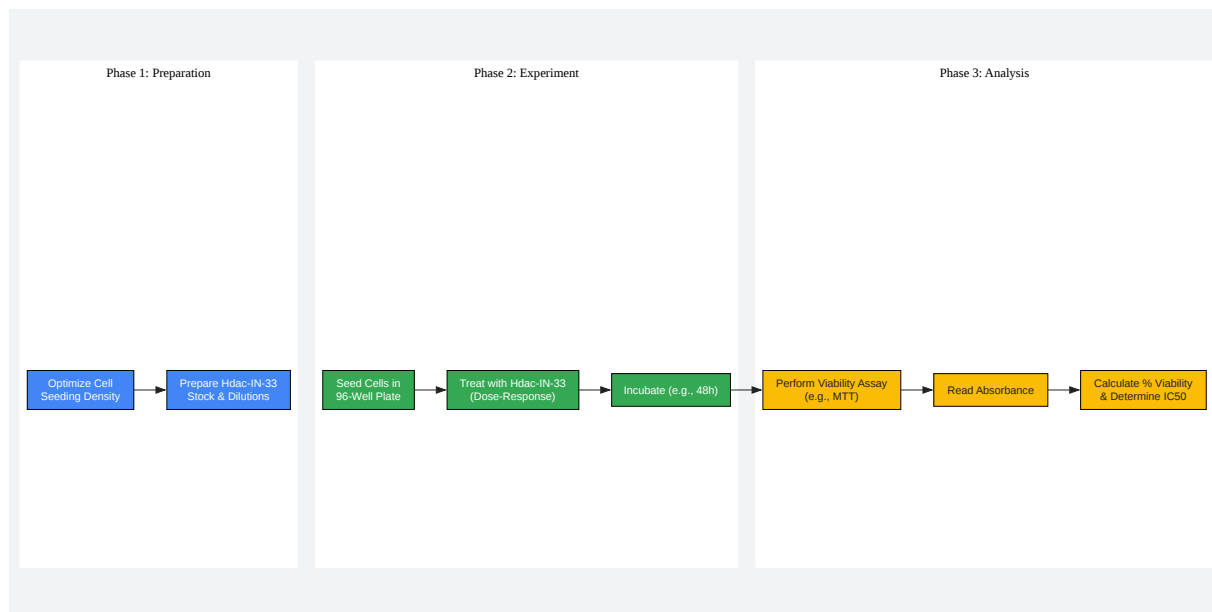 Phase 1: Preparation
Optimize Cell
Seeding Density
Prepare Hdac-IN-33
Stock & Dilutions
Phase 2: Experiment
Seed Cells in
96-Well Plate
Treat with Hdac-IN-33
(Dose-Response)
Incubate (e.g., 48h)
Phase 3: Analysis
Perform Viability Assay
(e.g., MTT)
Read Absorbance
Calculate % Viability
& Determine IC50